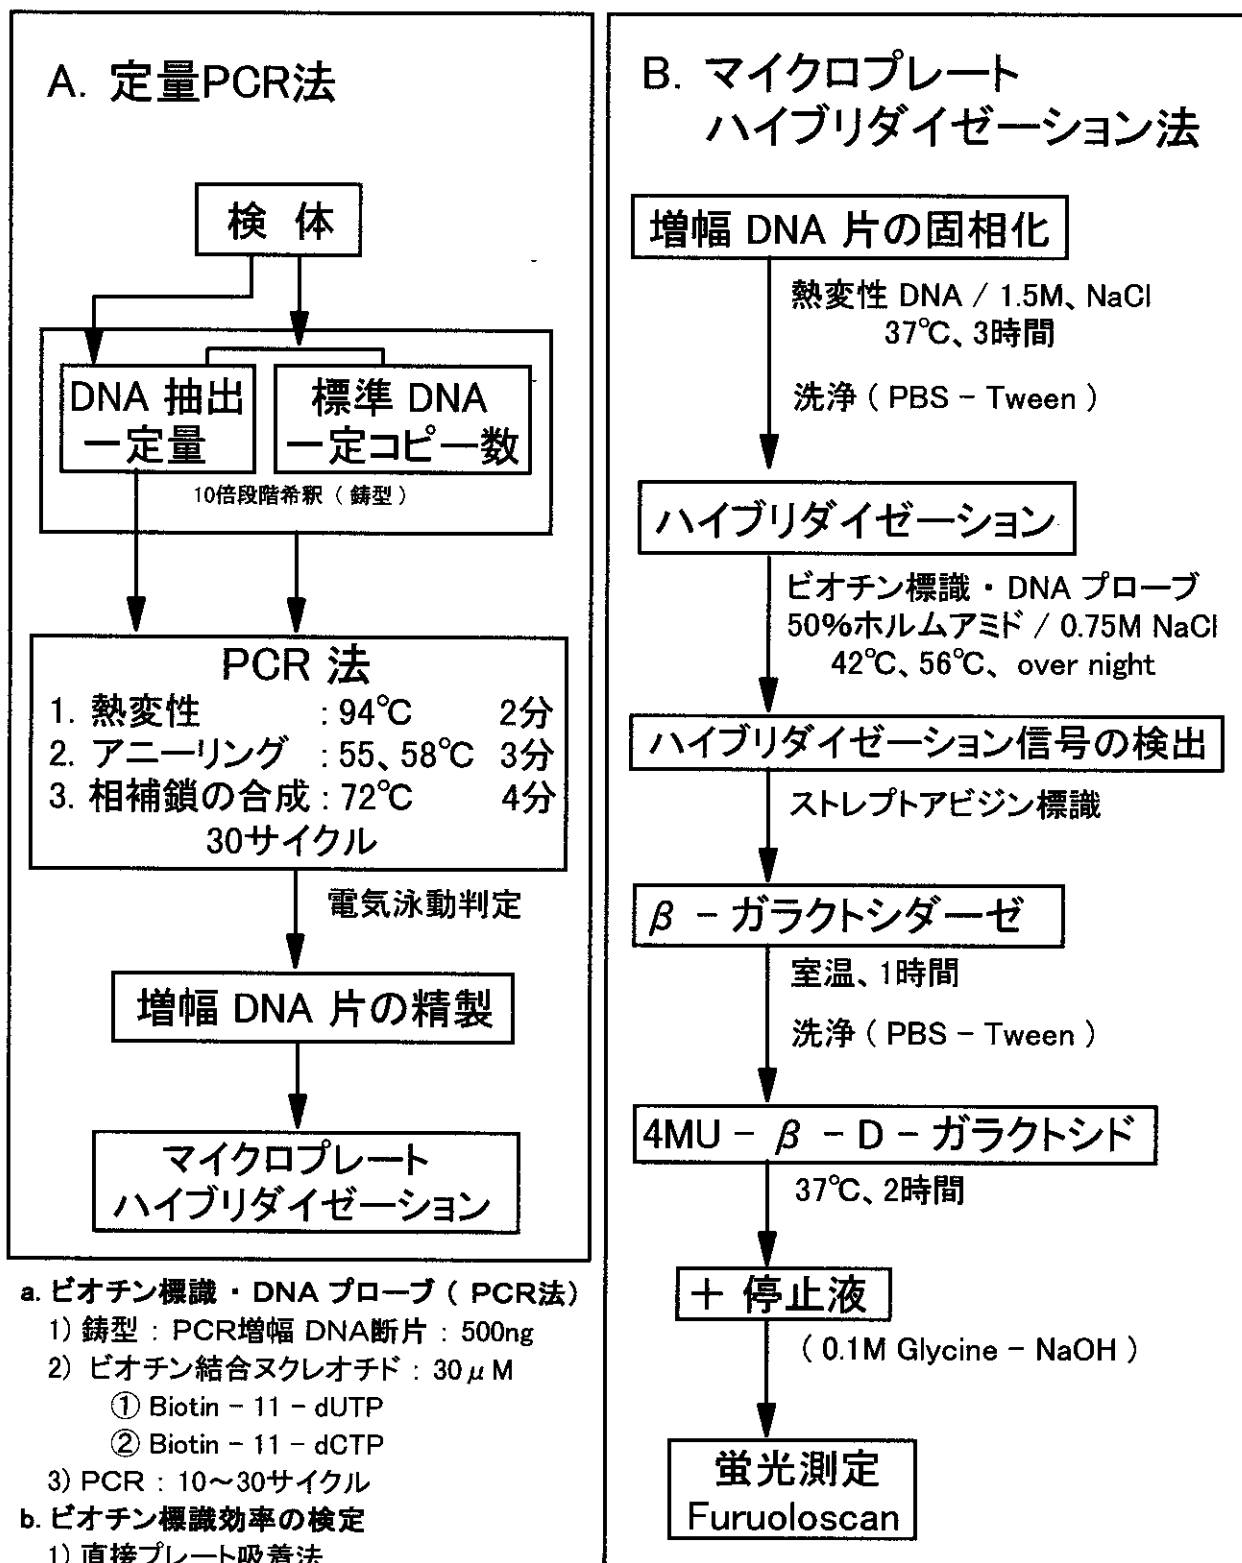 A. 定量PCR法
検 体
DNA 抽出
一定量
標準 DNA
一定コピー数
10倍段階希釈 ( 鋳型 )
PCR 法
1. 熱変性 : 94℃ 2分
2. アニーリング : 55、58℃ 3分
3. 相補鎖の合成 : 72℃ 4分
30サイクル
電気泳動判定
増幅 DNA 片の精製
マイクロプレート
ハイブリダイゼーション
a. ビオチン標識・DNA プローブ ( PCR法)
1) 鋳型 : PCR増幅 DNA断片 : 500ng
2) ビオチン結合ヌクレオチド : 30μM
① Biotin - 11 - dUTP
② Biotin - 11 - dCTP
3) PCR : 10~30サイクル
b. ビオチン標識効率の検定
1) 直接プレート吸着法
B. マイクロプレート
ハイブリダイゼーション法
増幅 DNA 片の固相化
熱変性 DNA / 1.5M、NaCl
37℃、3時間
洗浄 ( PBS - Tween )
ハイブリダイゼーション
ビオチン標識・DNA プローブ
50%ホルムアミド / 0.75M NaCl
42℃、56℃、over night
ハイブリダイゼーション信号の検出
ストレプトアビジン標識
β - ガラクトシダーゼ
室温、1時間
洗浄 ( PBS - Tween )
4MU - β - D - ガラクトシド
37℃、2時間
+ 停止液
( 0.1M Glycine - NaOH )
蛍光測定
Furuoloscan